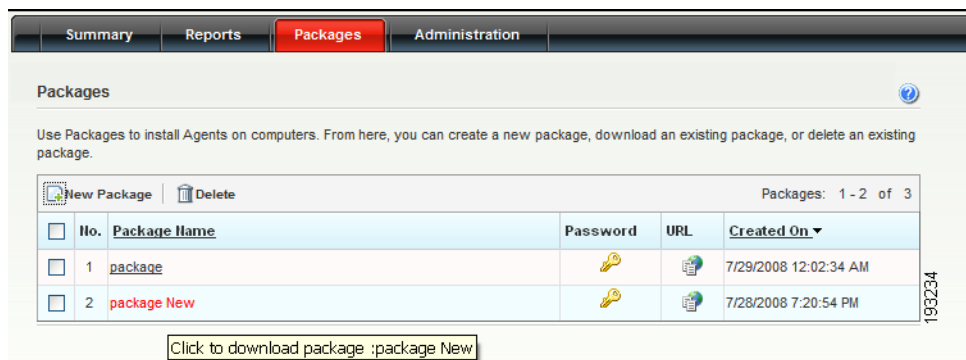 Summary Reports Packages Administration
Packages
?
Use Packages to install Agents on computers. From here, you can create a new package, download an existing package, or delete an existing
package.
New Package Delete Packages: 1 - 2 of 3
No. Package Name Password URL Created On
1 package 7/29/2008 12:02:34 AM
2 package New 7/28/2008 7:20:54 PM
193234
Click to download package :package New